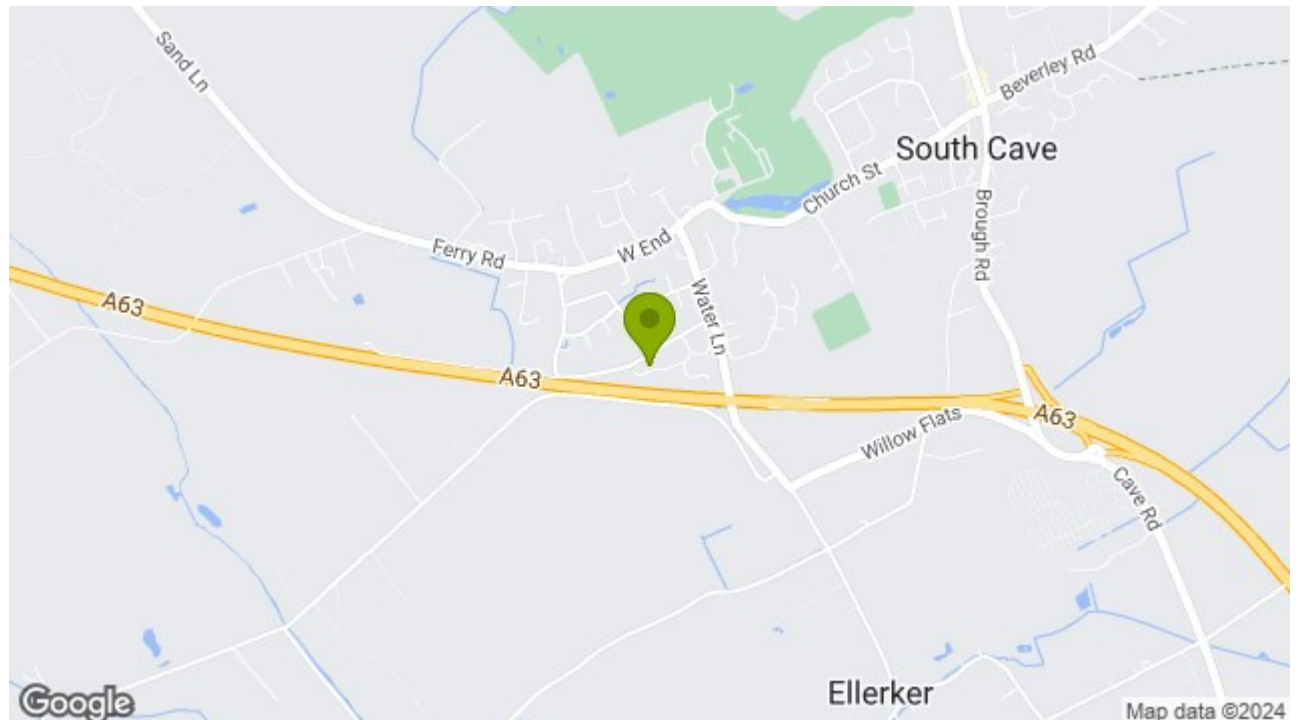 Sand Ln
Beverley Rd
South Cave
Church St
Brough Rd
W End
Ferry Rd
Water Ln
A63
A63
A63
Willow Flats
Cave Rd
Ellerker
Google
Map data ©2024